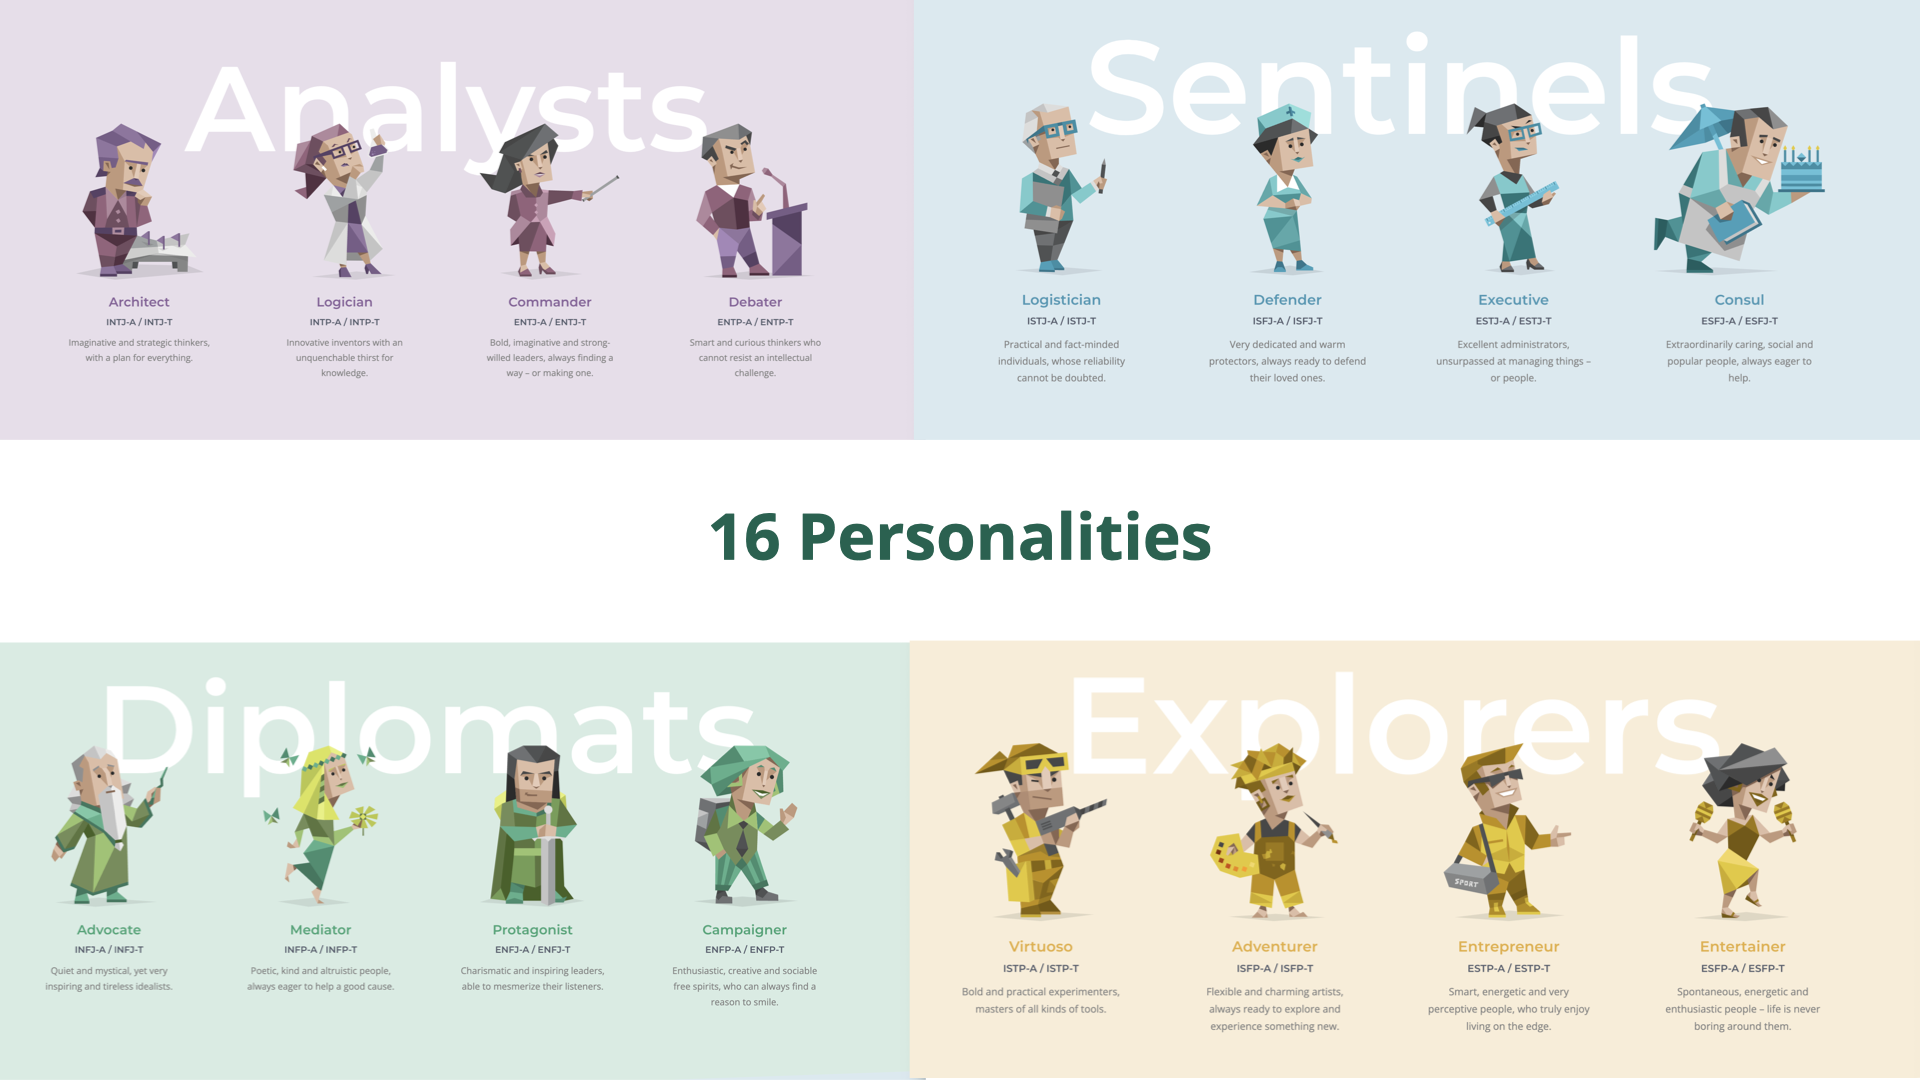 Analysts
Architect
INTJ-A / INTJ-T
Imaginative and strategic thinkers,
with a plan for everything.
Logician
INTP-A / INTP-T
Innovative inventors with an
unquenchable thirst for
knowledge.
Commander
ENTJ-A / ENTJ-T
Bold, imaginative and strong-
willed leaders, always finding a
way – or making one.
Debater
ENTP-A / ENTP-T
Smart and curious thinkers who
cannot resist an intellectual
challenge.
Sentinels
Logistician
ISTJ-A / ISTJ-T
Practical and fact-minded
individuals, whose reliability
cannot be doubted.
Defender
ISFJ-A / ISFJ-T
Very dedicated and warm
protectors, always ready to defend
their loved ones.
Executive
ESTJ-A / ESTJ-T
Excellent administrators,
unsurpassed at managing things –
or people.
Consul
ESFJ-A / ESFJ-T
Extraordinarily caring, social and
popular people, always eager to
help.
16 Personalities
Diplomats
Advocate
INFJ-A / INFJ-T
Quiet and mystical, yet very
inspiring and tireless idealists.
Mediator
INFP-A / INFP-T
Poetic, kind and altruistic people,
always eager to help a good cause.
Protagonist
ENFJ-A / ENFJ-T
Charismatic and inspiring leaders,
able to mesmerize their listeners.
Campaigner
ENFP-A / ENFP-T
Enthusiastic, creative and sociable
free spirits, who can always find a
reason to smile.
Explorers
Virtuoso
ISTP-A / ISTP-T
Bold and practical experimenters,
masters of all kinds of tools.
Adventurer
ISFP-A / ISFP-T
Flexible and charming artists,
always ready to explore and
experience something new.
SPORT
Entrepreneur
ESTP-A / ESTP-T
Smart, energetic and very
perceptive people, who truly enjoy
living on the edge.
Entertainer
ESFP-A / ESFP-T
Spontaneous, energetic and
enthusiastic people – life is never
boring around them.